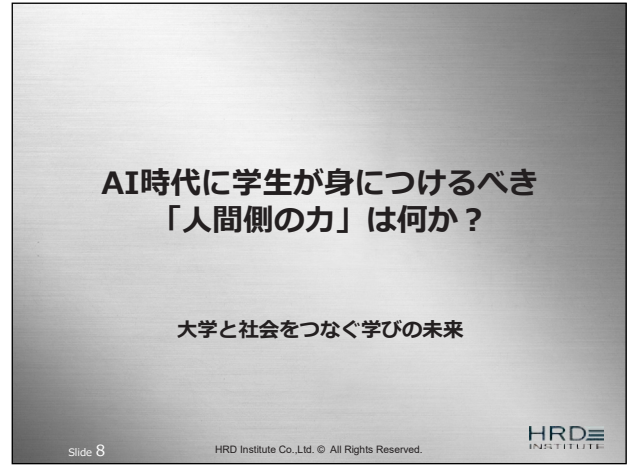 AI時代に学生が身につけるべき
「人間側の力」は何か？
大学と社会をつなぐ学びの未来
Slide 8
HRD Institute Co.,Ltd. © All Rights Reserved.
HRD
INSTITUTE